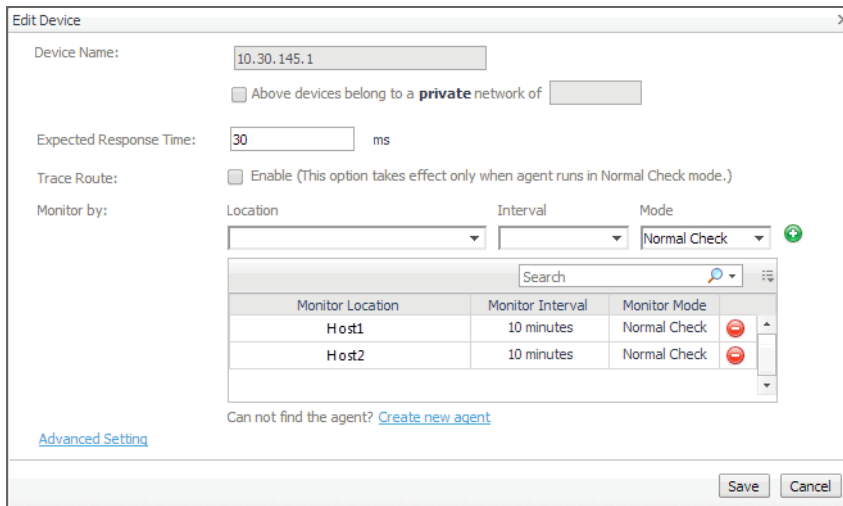 Edit Device
Device Name: 10.30.145.1
Above devices belong to a private network of
Expected Response Time: 30 ms
Trace Route: Enable (This option takes effect only when agent runs in Normal Check mode.)
Monitor by: Location Interval Mode
Normal Check
Search
Monitor Location Monitor Interval Monitor Mode
Host1 10 minutes Normal Check
Host2 10 minutes Normal Check
Can not find the agent? Create new agent
Advanced Setting
Save Cancel